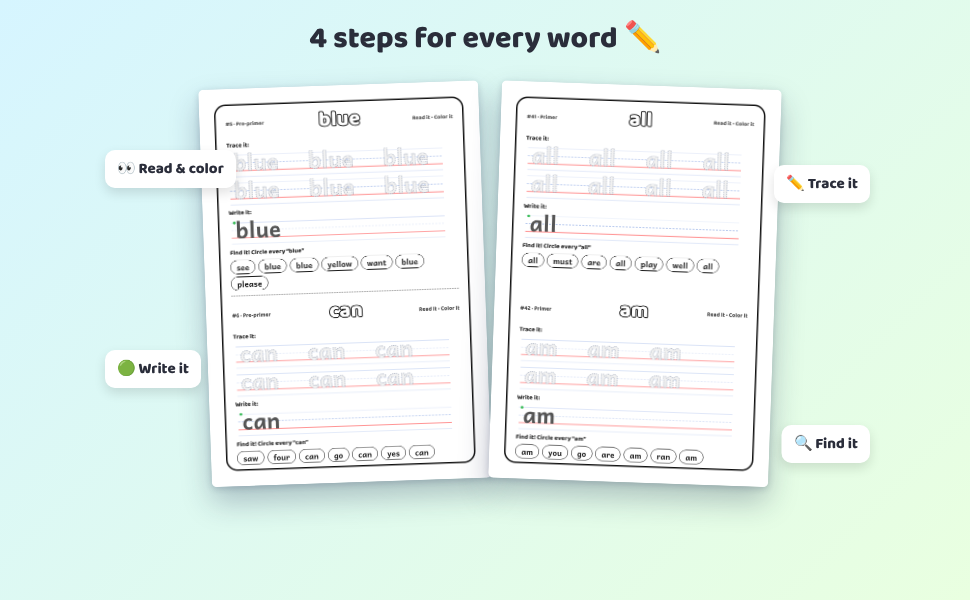 4 steps for every word ✏️
#5 · Pre-primer
blue
Read it · Color it
Trace it:
blue blue blue
blue blue blue
Write it:
blue
Find it! Circle every "blue"
see blue blue yellow want blue
please
#6 · Pre-primer
can
Read it · Color it
Trace it:
can can can
can can can
Write it:
can
Find it! Circle every "can"
saw four can go can yes can
#41 · Primer
all
Read it · Color it
Trace it:
all all all all
all all all all
Write it:
all
Find it! Circle every "all"
all must are all play well all
#42 · Primer
am
Read it · Color it
Trace it:
am am am
am am am
Write it:
am
Find it! Circle every "am"
am you go are am ran am
👀 Read & color
✏️ Trace it
🟢 Write it
🔍 Find it